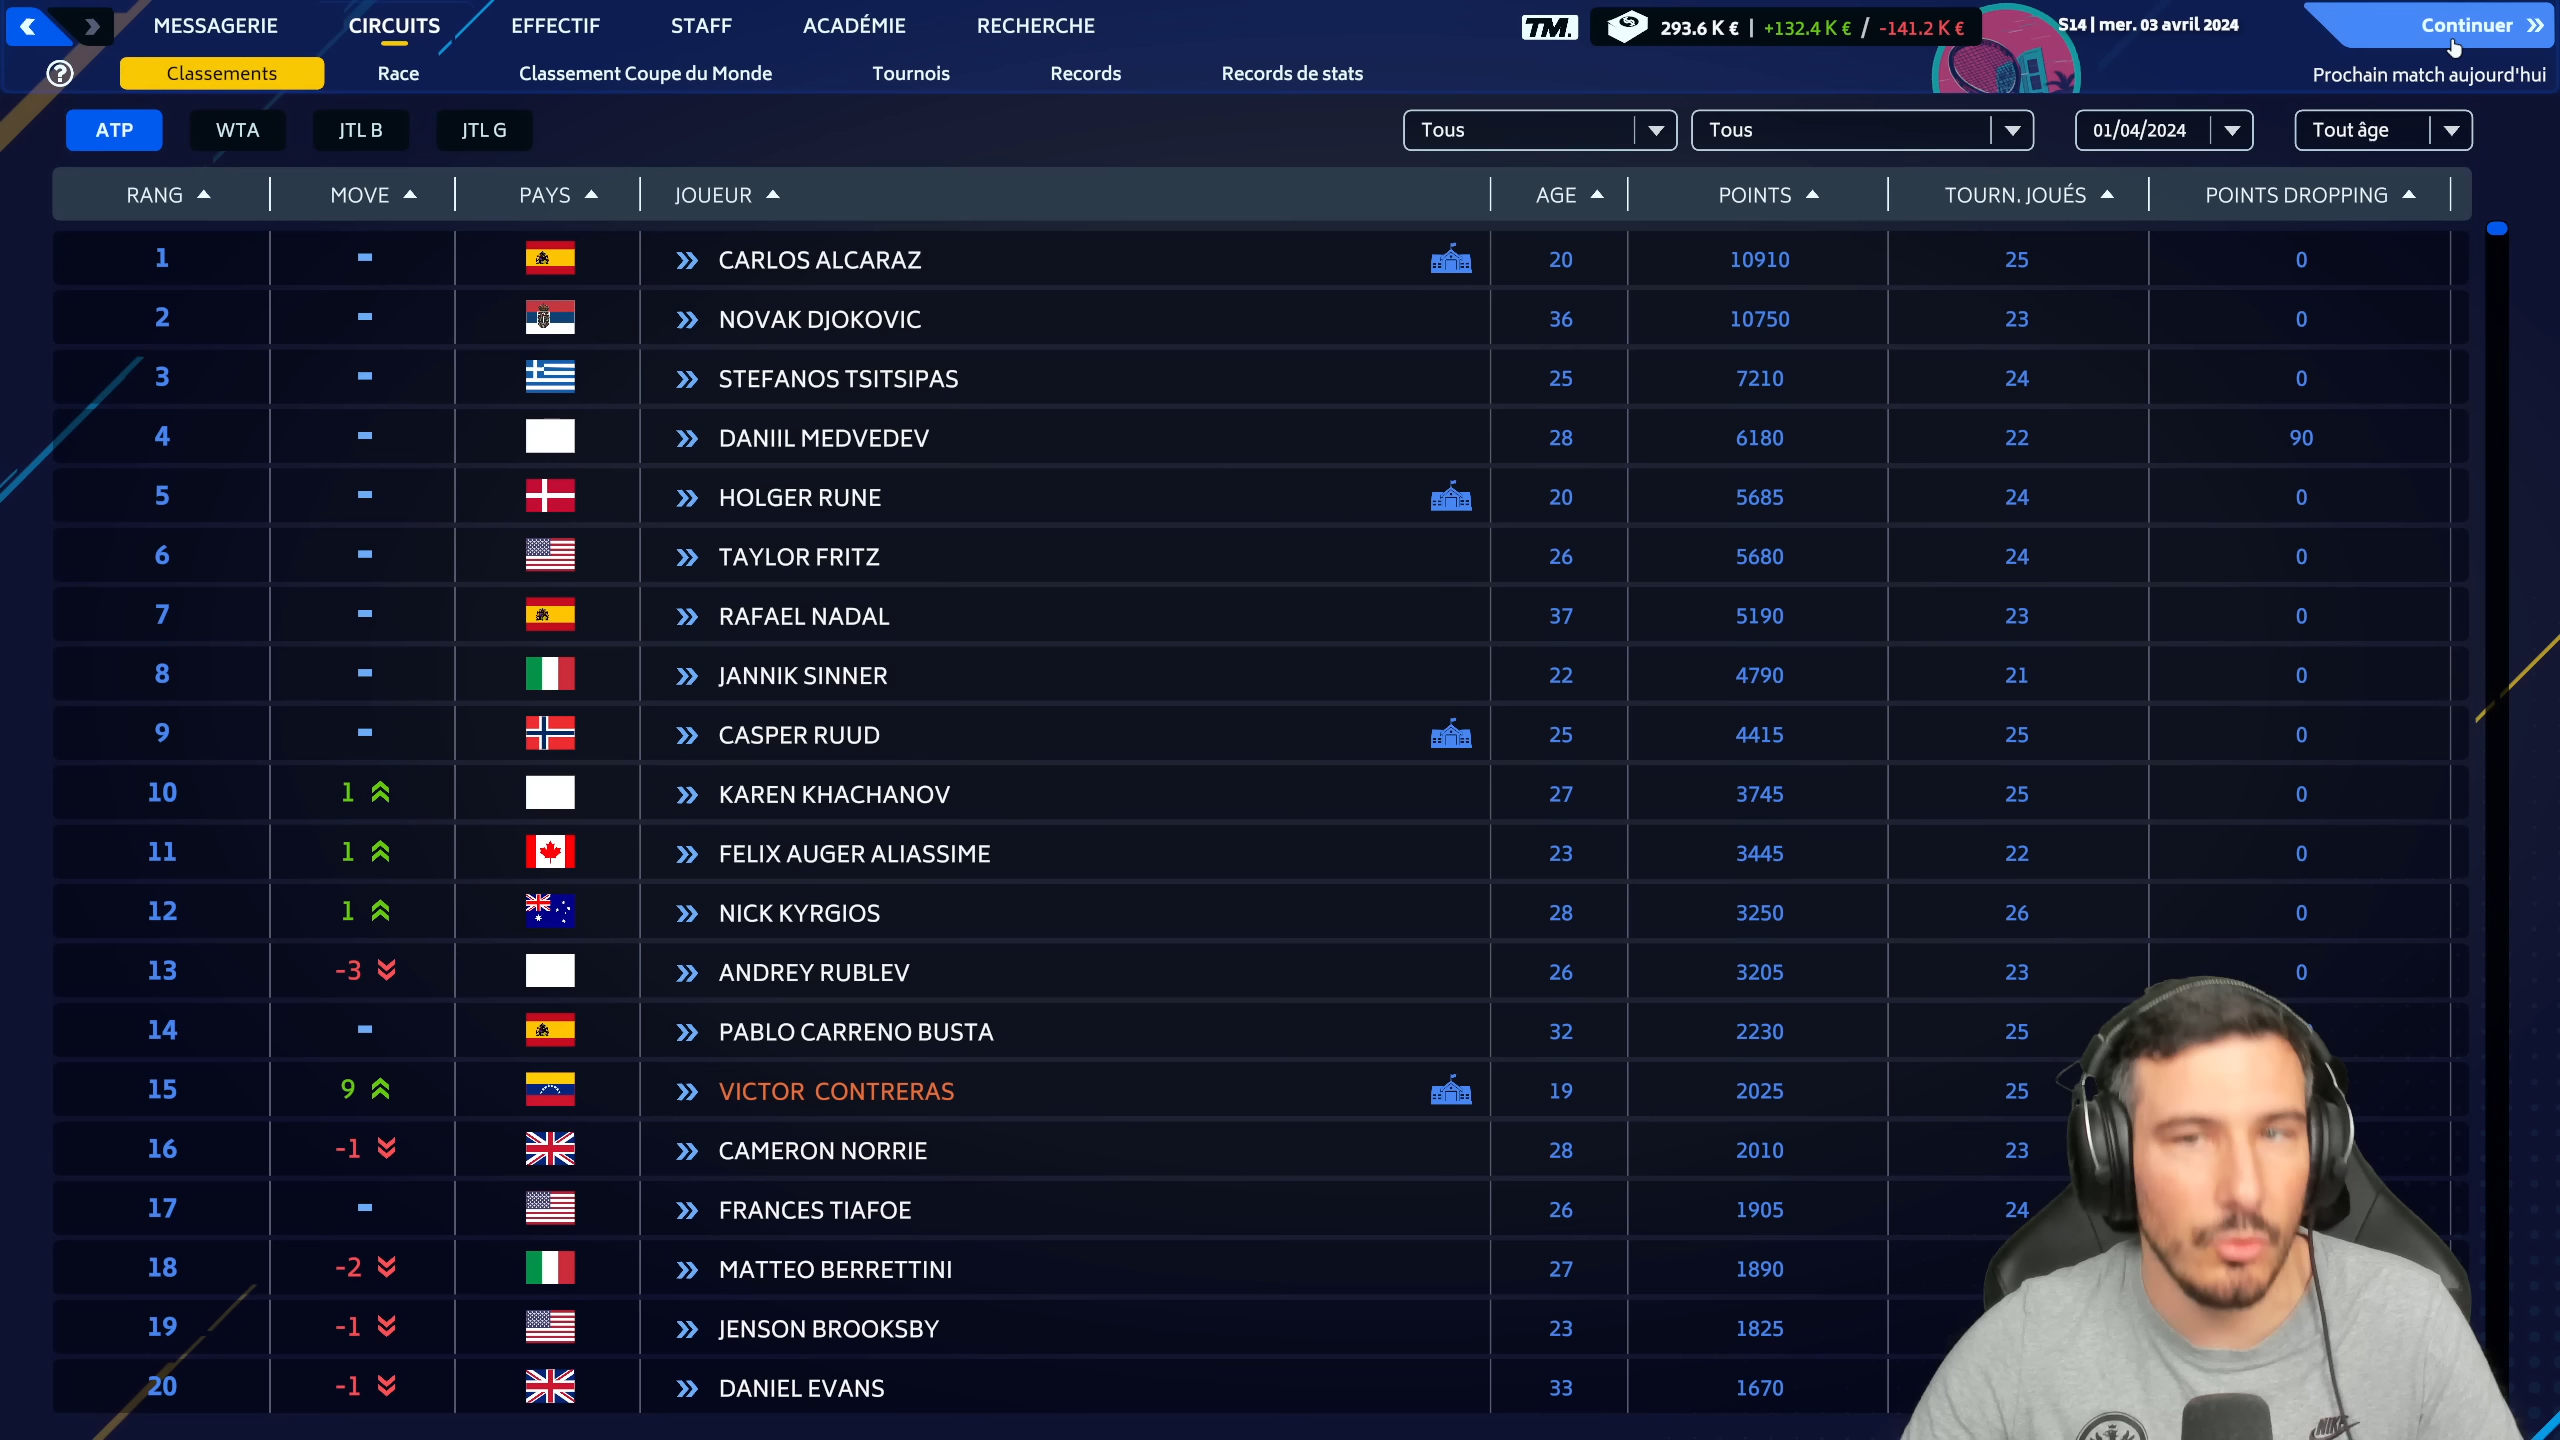 MESSAGERIE CIRCUITS EFFECTIF STAFF ACADÉMIE RECHERCHE TM. 293.6 K € | +132.4 K € / -141.2 K € S14 | mer. 03 avril 2024 Continuer
? Classements Race Classement Coupe du Monde Tournois Records Records de stats Prochain match aujourd'hui
ATP WTA JTL B JTL G Tous Tous 01/04/2024 Tout âge
RANG MOVE PAYS JOUEUR AGE POINTS TOURN. JOUÉS POINTS DROPPING
1 - CARLOS ALCARAZ 20 10910 25 0
2 - NOVAK DJOKOVIC 36 10750 23 0
3 - STEFANOS TSITSIPAS 25 7210 24 0
4 - DANIIL MEDVEDEV 28 6180 22 90
5 - HOLGER RUNE 20 5685 24 0
6 - TAYLOR FRITZ 26 5680 24 0
7 - RAFAEL NADAL 37 5190 23 0
8 - JANNIK SINNER 22 4790 21 0
9 - CASPER RUUD 25 4415 25 0
10 1 KAREN KHACHANOV 27 3745 25 0
11 1 FELIX AUGER ALIASSIME 23 3445 22 0
12 1 NICK KYRGIOS 28 3250 26 0
13 -3 ANDREY RUBLEV 26 3205 23 0
14 - PABLO CARRENO BUSTA 32 2230 25
15 9 VICTOR CONTRERAS 19 2025 25
16 -1 CAMERON NORRIE 28 2010 23
17 - FRANCES TIAFOE 26 1905 24
18 -2 MATTEO BERRETTINI 27 1890
19 -1 JENSON BROOKSBY 23 1825
20 -1 DANIEL EVANS 33 1670
NIKE